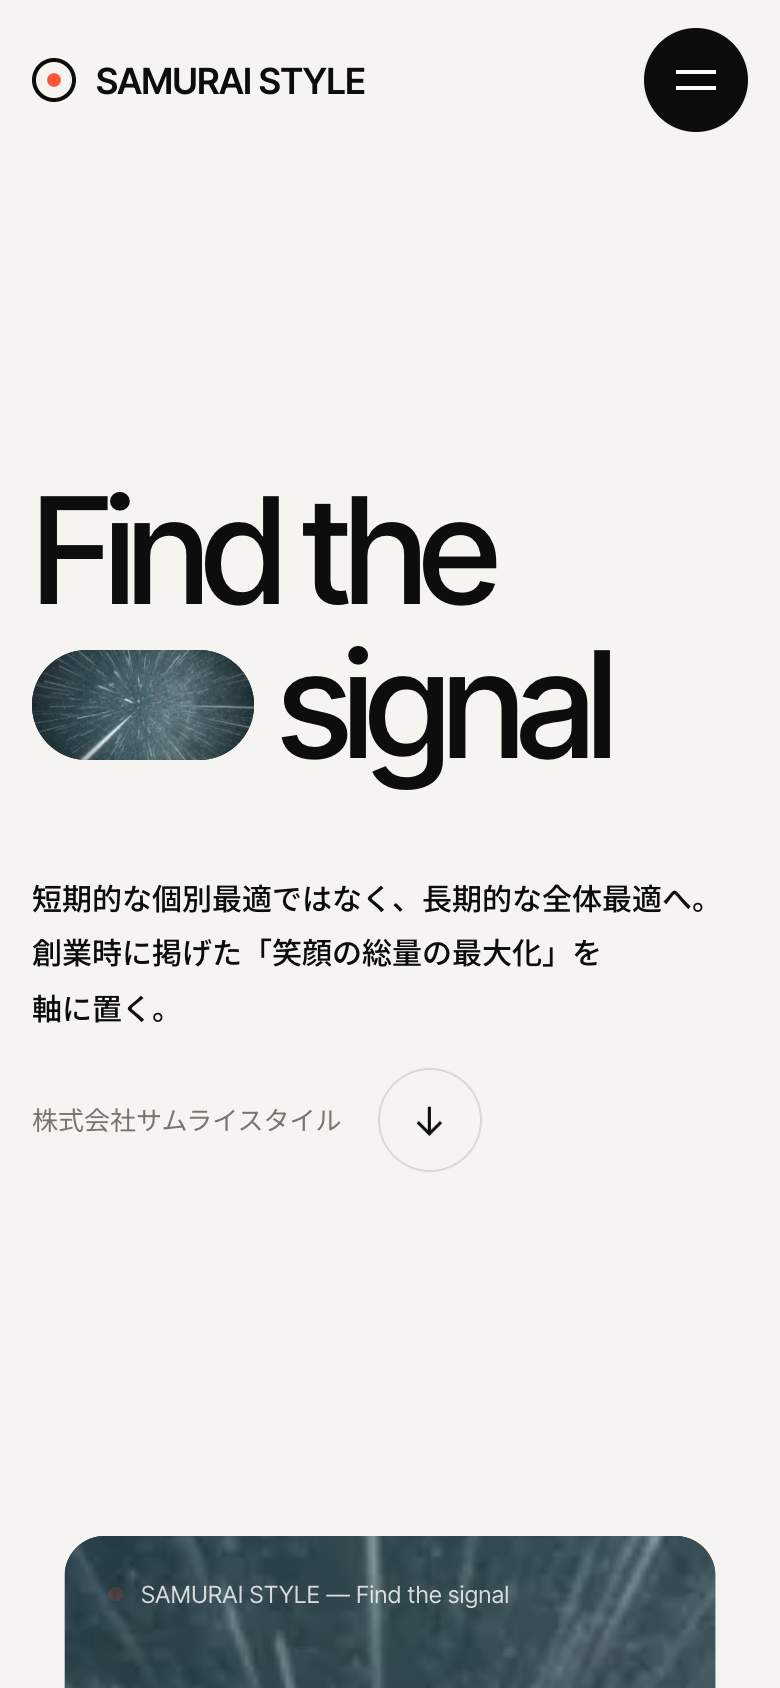 SAMURAI STYLE
Find the
signal
短期的な個別最適ではなく、長期的な全体最適へ。
創業時に掲げた「笑顔の総量の最大化」を
軸に置く。
株式会社サムライスタイル
SAMURAI STYLE — Find the signal